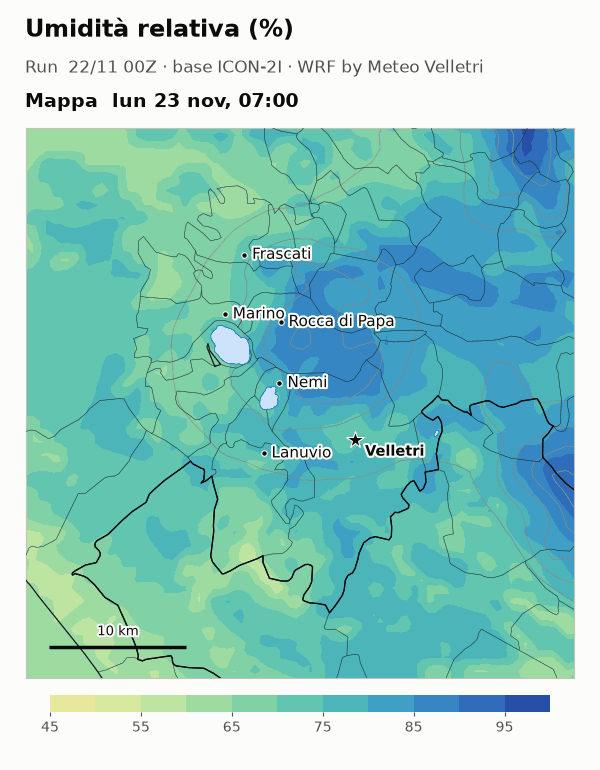 Umidità relativa (%)
Run  22/11 00Z · base ICON-2I · WRF by Meteo Velletri
Mappa  lun 23 nov, 07:00
Frascati
Marino
Rocca di Papa
Nemi
Velletri
Lanuvio
10 km
45 55 65 75 85 95